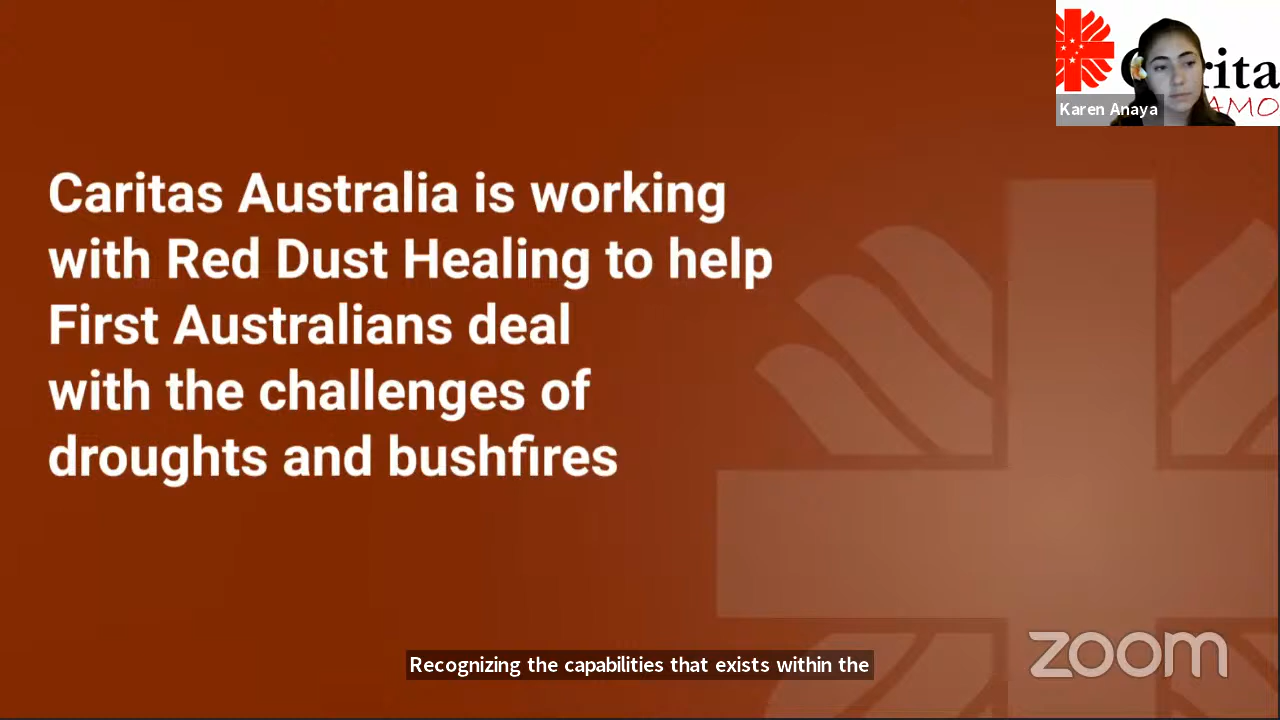 Caritas Australia is working
with Red Dust Healing to help
First Australians deal
with the challenges of
droughts and bushfires
Karen Anaya
AMO
Recognizing the capabilities that exists within the
zoom